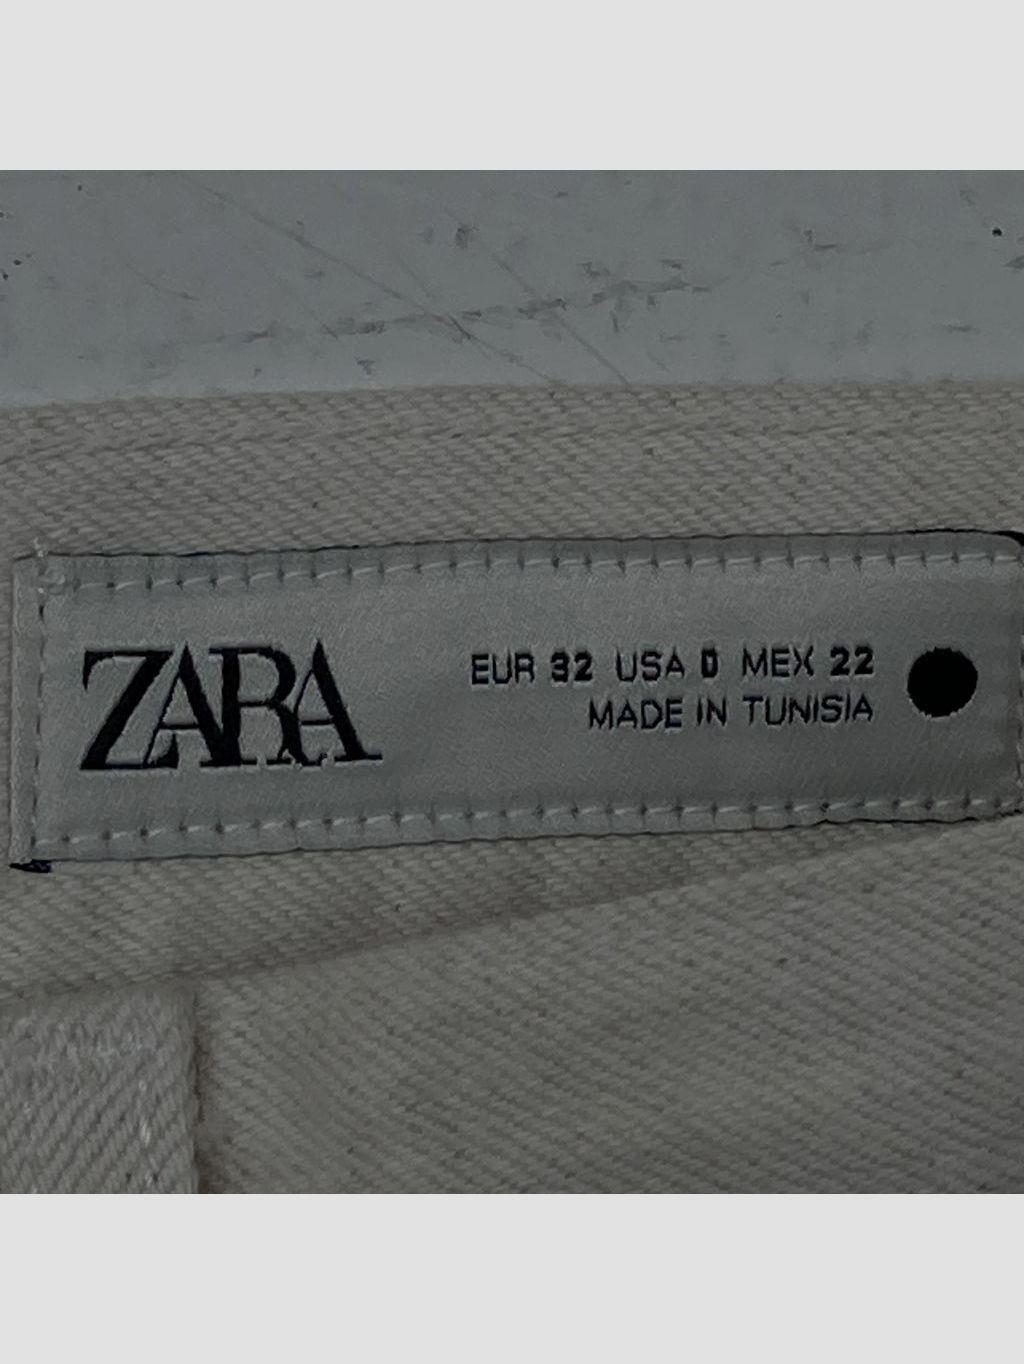 ZARA
EUR 32 USA 0 MEX 22
MADE IN TUNISIA